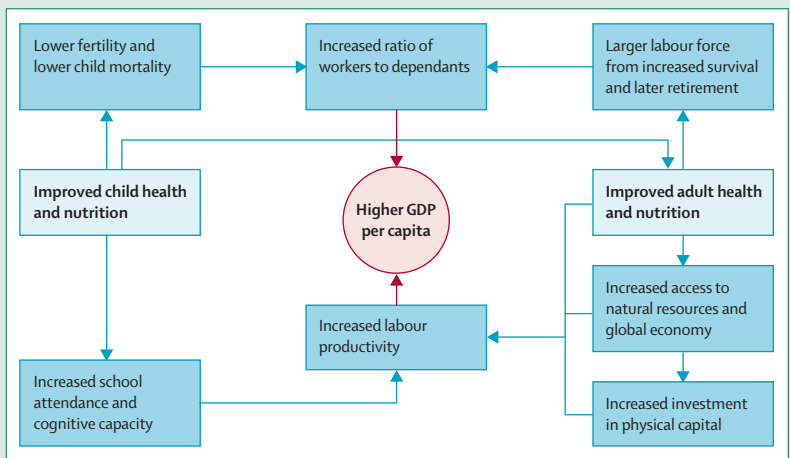 Lower fertility and
lower child mortality
Increased ratio of
workers to dependants
Larger labour force
from increased survival
and later retirement
Improved child health
and nutrition
Higher GDP
per capita
Improved adult health
and nutrition
Increased access to
natural resources and
global economy
Increased labour
productivity
Increased school
attendance and
cognitive capacity
Increased investment
in physical capital